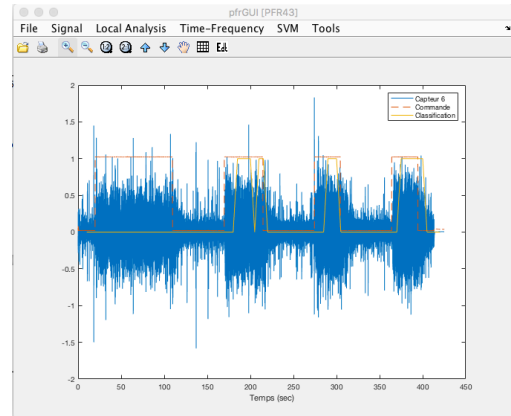 pfrGUI [PFR43]
File Signal Local Analysis Time-Frequency SVM Tools
2
1.5
1
0.5
0
-0.5
-1
-1.5
-2
Capteur 6
Commande
Classification
0 50 100 150 200 250 300 350 400 450
Temps (sec)